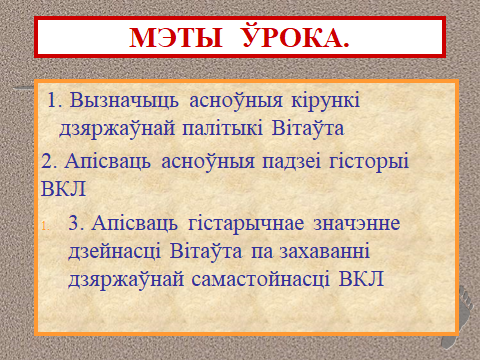 МЭТЫ ЎРОКА.
1. Вызначыць асноўныя кірункі
дзяржаўнай палітыкі Вітаўта
2. Апісваць асноўныя падзеі гісторыі
ВКЛ
1. 3. Апісваць гістарычнае значэнне
дзейнасці Вітаўта па захаванні
дзяржаўнай самастойнасці ВКЛ